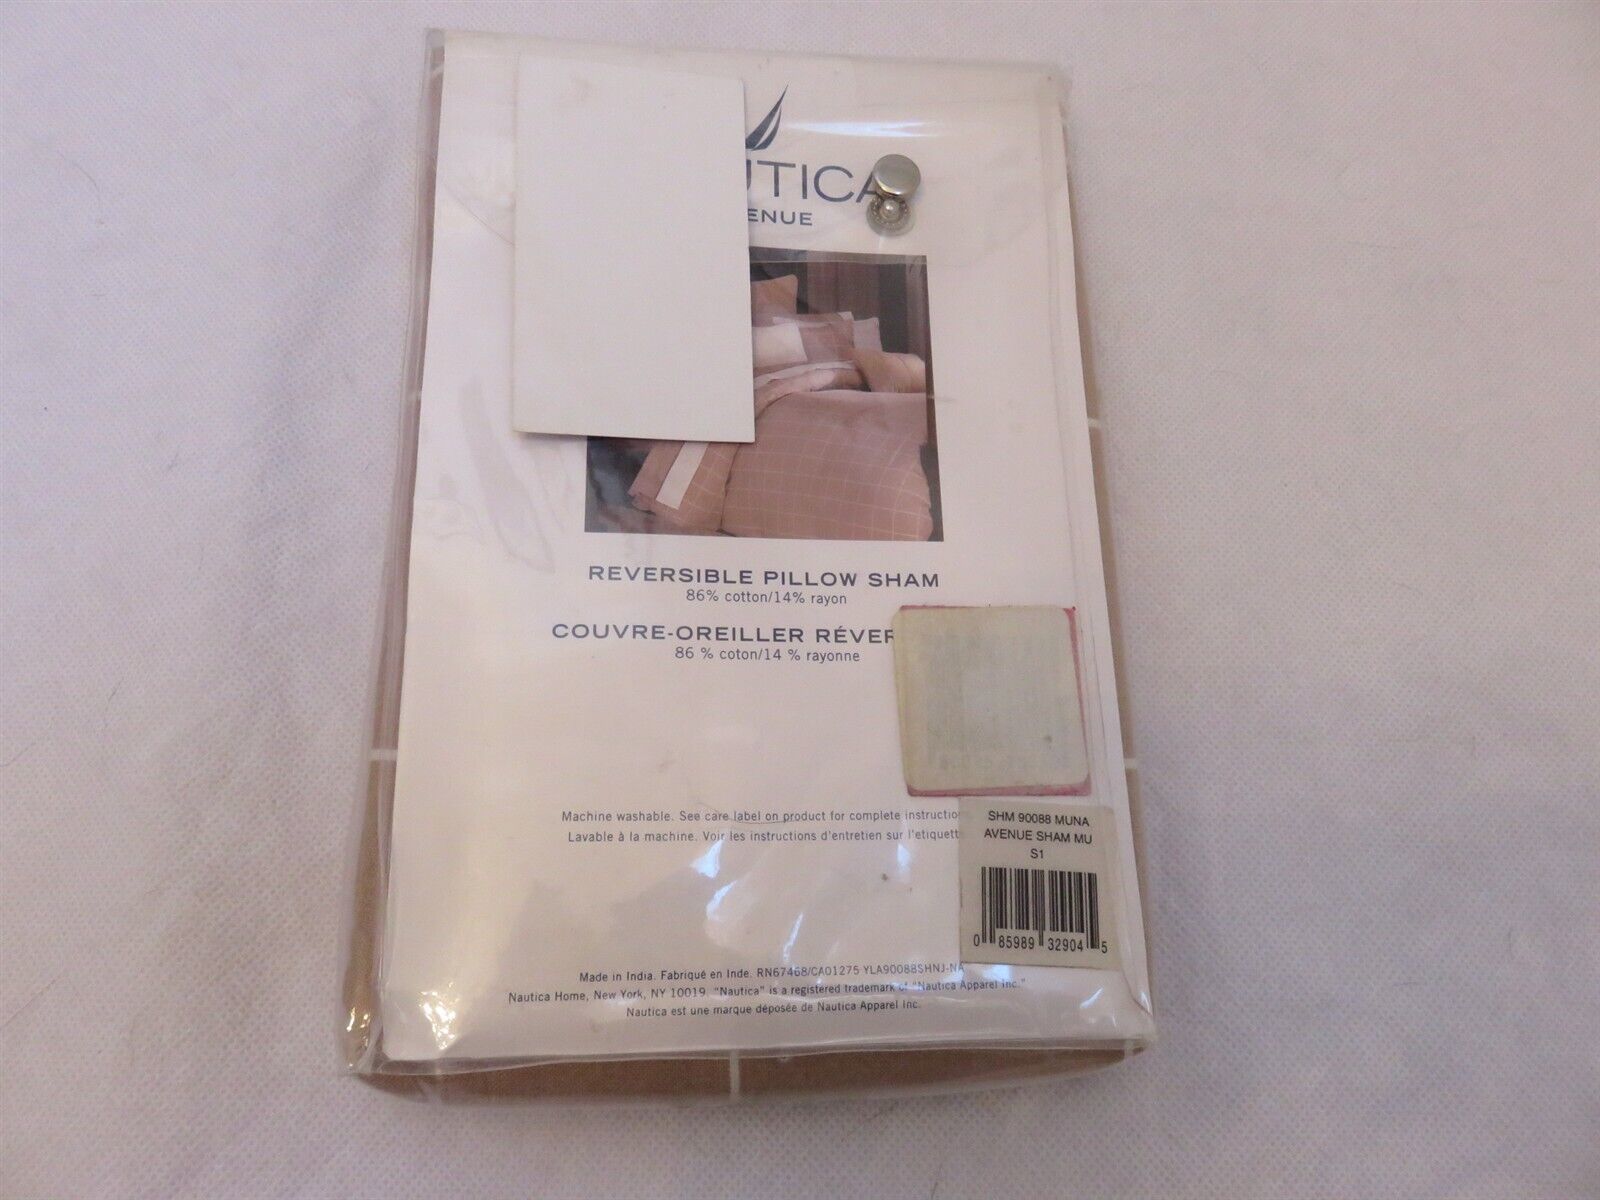 UTICA
ENUE
REVERSIBLE PILLOW SHAM
86% cotton/14% rayon
COUVRE-OREILLER RÉVER
86 % coton/14 % rayonne
Machine washable. See care label on product for complete instructio
Lavable à la machine. Voir les instructions d'entretien sur l'etiquett
SHM 90088 MUNA
AVENUE SHAM MU
S1
0 85989 32904 5
Made in India. Fabriqué en Inde. RN67468/CA01275 YLA90088SHNJ-NA
Nautica Home, New York, NY 10019. "Nautica" is a registered trademark of "Nautica Apparel Inc."
Nautica est une marque déposée de Nautica Apparel Inc.